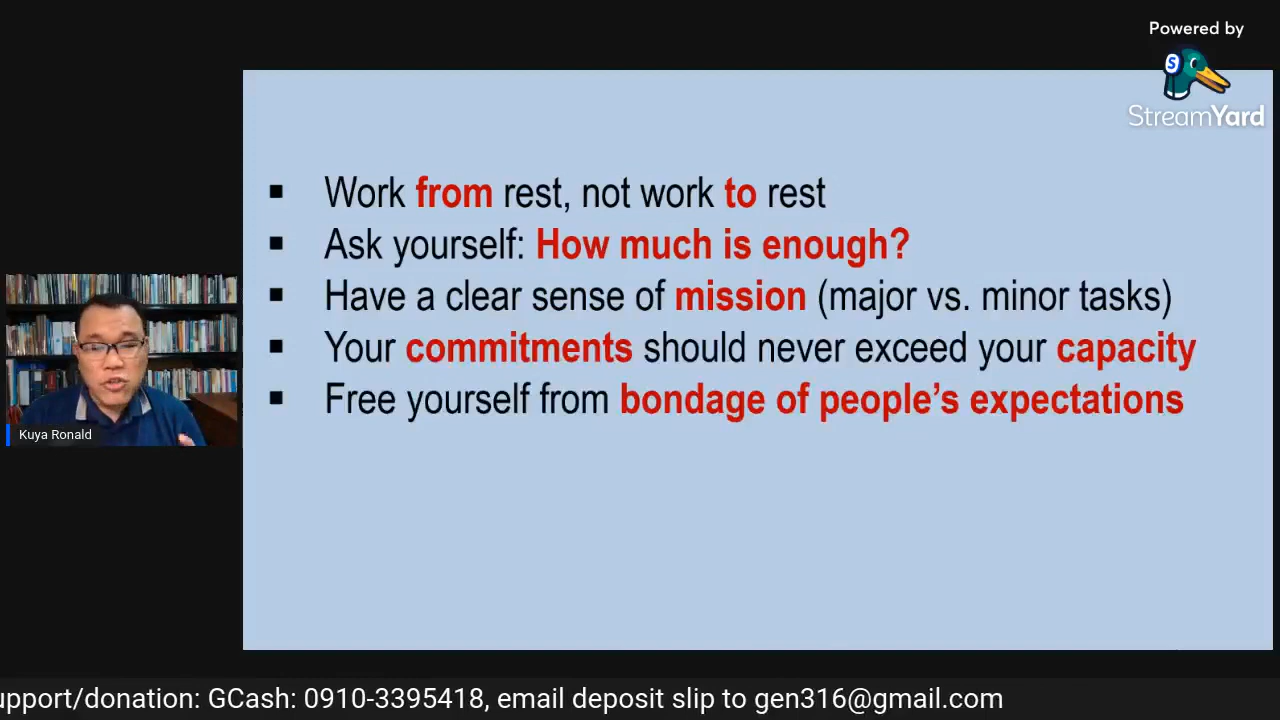 Powered by
StreamYard
▪ Work from rest, not work to rest
▪ Ask yourself: How much is enough?
▪ Have a clear sense of mission (major vs. minor tasks)
▪ Your commitments should never exceed your capacity
▪ Free yourself from bondage of people’s expectations
Kuya Ronald
upport/donation: GCash: 0910-3395418, email deposit slip to gen316@gmail.com